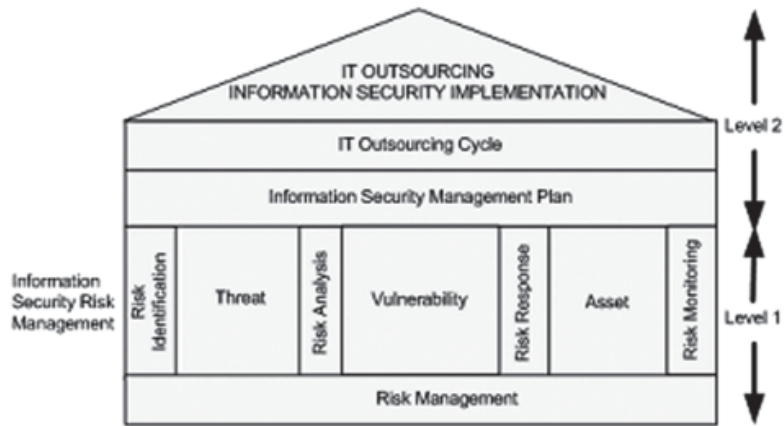 IT OUTSOURCING
INFORMATION SECURITY IMPLEMENTATION
IT Outsourcing Cycle
Level 2
Information Security Management Plan
Information
Security Risk
Management
Risk
Identification
Threat
Risk Analysis
Vulnerability
Risk Response
Asset
Risk Monitoring
Level 1
Risk Management